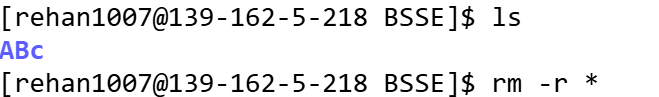 [rehan1007@139-162-5-218 BSSE]$ ls
ABc
[rehan1007@139-162-5-218 BSSE]$ rm -r *